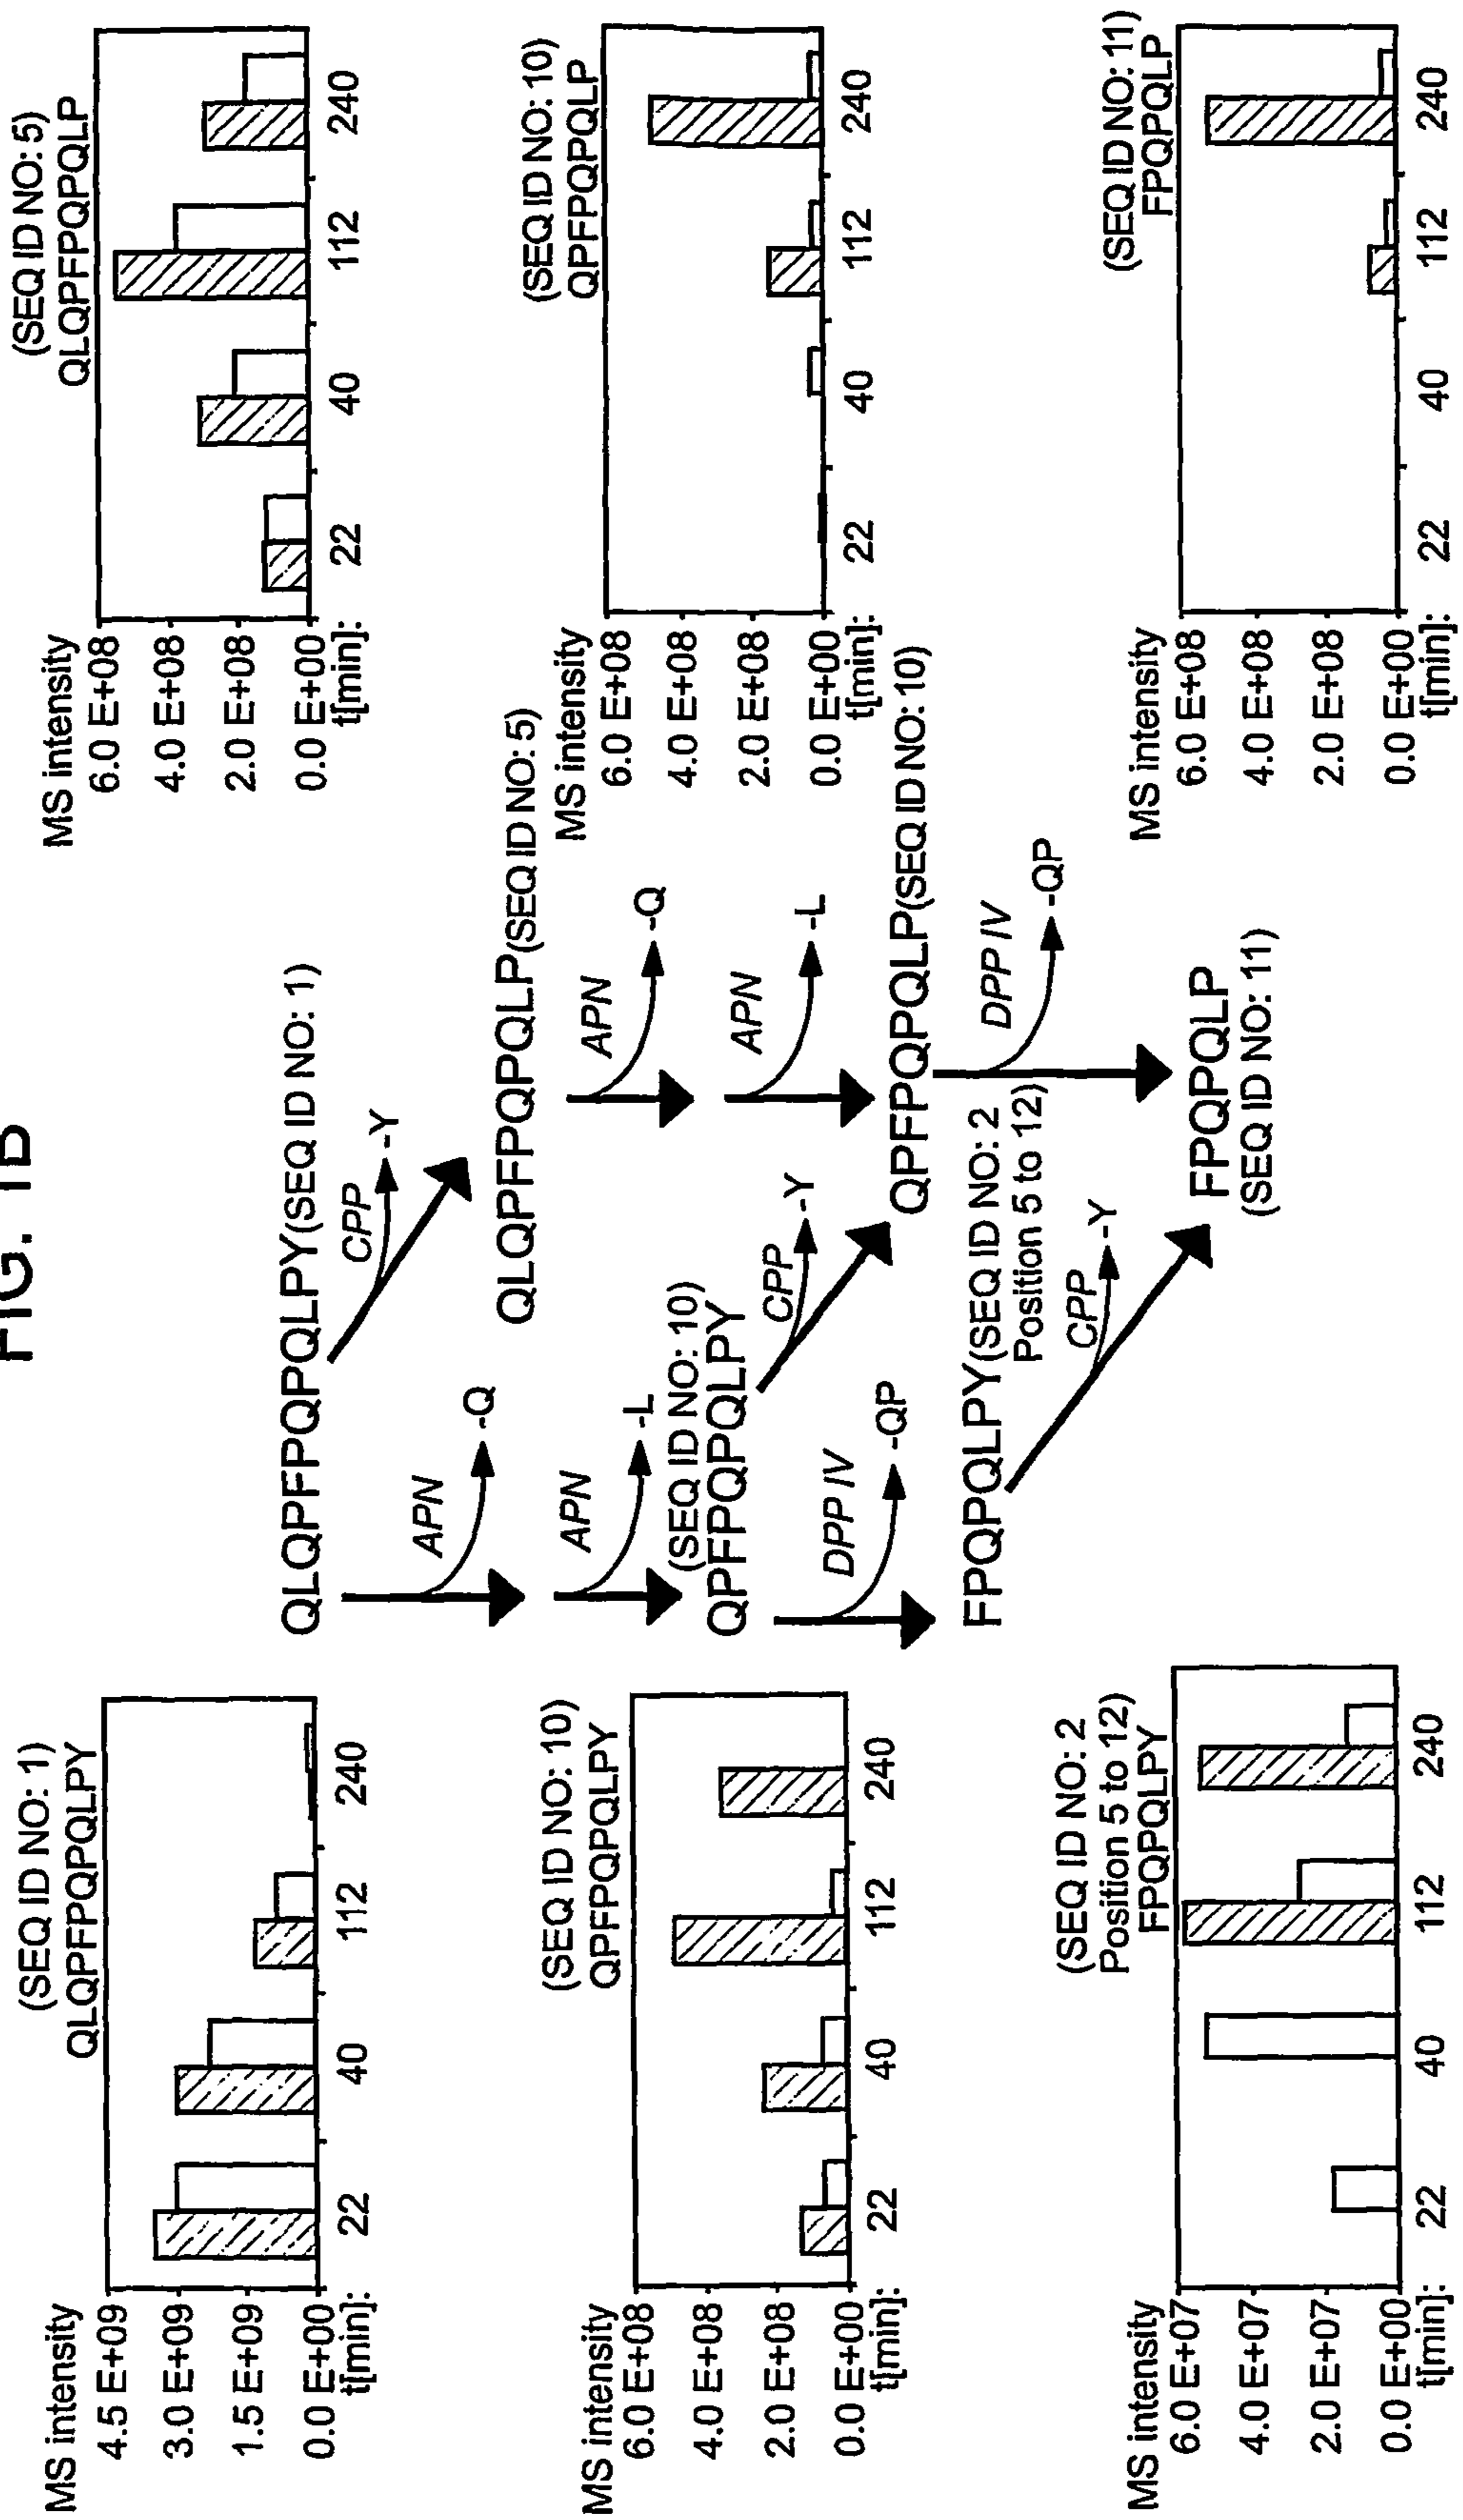 FIG. 1
(SEQ ID NO: 1)
QLQPFPQPQLPY
MS intensity
4.5 E+09
3.0 E+09
1.5 E+09
0.0 E+00
t[min]:
22 40 112 240
(SEQ ID NO: 10)
QPFPQPQLPY
MS intensity
6.0 E+08
4.0 E+08
2.0 E+08
0.0 E+00
t[min]:
22 40 112 240
(SEQ ID NO: 2
Position 5 to 12)
FPQPQLPY
MS intensity
6.0 E+07
4.0 E+07
2.0 E+07
0.0 E+00
t[min]:
22 40 112 240
QLQPFPQPQLPY(SEQ ID NO: 1)
CPP
-Y
APN
-Q
QLQPFPQPQLP(SEQ ID NO: 5)
APN
-L
APN
-Q
(SEQ ID NO: 10)
QPFPQPQLPY
CPP
-Y
APN
-L
DPP IV
-QP
QPFPQPQLP(SEQ ID NO: 10)
FPQPQLPY(SEQ ID NO: 2
Position 5 to 12)
DPP IV
-QP
CPP
-Y
FPQPQLP
(SEQ ID NO: 11)
(SEQ ID NO: 5)
QLQPFPQPQLP
MS intensity
6.0 E+08
4.0 E+08
2.0 E+08
0.0 E+00
t[min]:
22 40 112 240
(SEQ ID NO: 10)
QPFPQPQLP
MS intensity
6.0 E+08
4.0 E+08
2.0 E+08
0.0 E+00
t[min]:
22 40 112 240
(SEQ ID NO: 11)
FPQPQLP
MS intensity
6.0 E+08
4.0 E+08
2.0 E+08
0.0 E+00
t[min]:
22 40 112 240